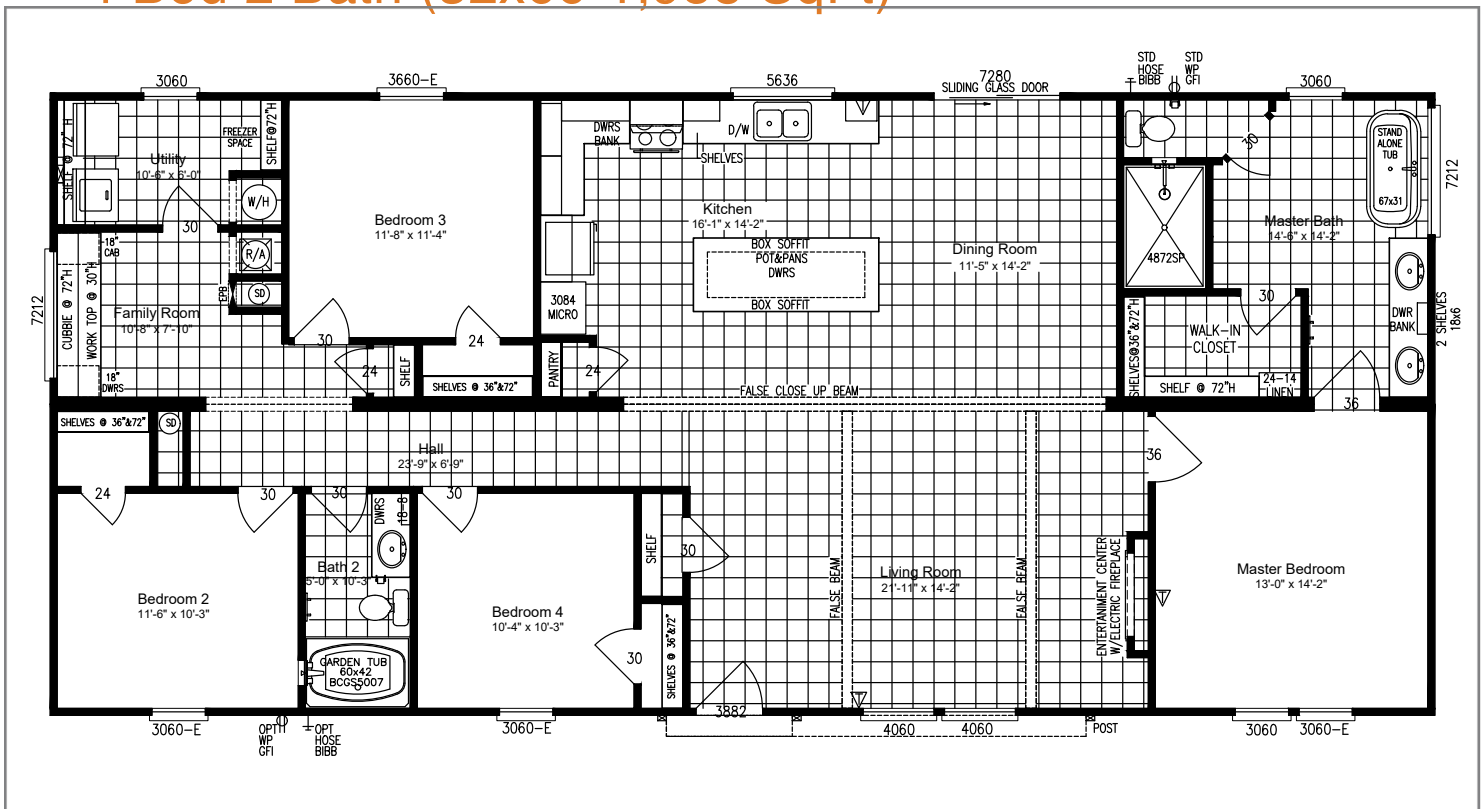 2 Bath (32x66 1,
3060
3660-E
5636
7280
SLIDING GLASS DOOR
STD
HOSE
BIBB
STD
WP
GFI
3060
SHELF @ 72" H
FREEZER
SPACE
SHELF@72"H
Utility
10'-6" x 6'-0"
W/H
30
R/A
EPB
SD
18"
CAB
7212
CUBBIE @ 72"H
WORK TOP @ 30"H
Family Room
10'-8" x 7'-10"
18"
DWRS
Bedroom 3
11'-8" x 11'-4"
30
24
24
SHELF
SHELVES @ 36"&72"
DWRS
BANK
D/W
SHELVES
Kitchen
16'-1" x 14'-2"
BOX SOFFIT
POT&PANS
DWRS
BOX SOFFIT
3084
MICRO
PANTRY
24
Dining Room
11'-5" x 14'-2"
FALSE CLOSE UP BEAM
30
STAND
ALONE
TUB
67x31
7212
4872SP
Master Bath
14'-6" x 14'-2"
30
SHELVES@36"&72"H
WALK-IN
CLOSET
SHELF @ 72"H
24-14
LINEN
DWR
BANK
2 SHELVES
18x6
36
SHELVES @ 36"&72"
SD
Hall
23'-9" x 6'-9"
36
24
30
30
30
DWRS
18-8
Bath 2
5'-0" x 10'-3"
Bedroom 2
11'-6" x 10'-3"
GARDEN TUB
60x42
BCGS5007
Bedroom 4
10'-4" x 10'-3"
SHELF
30
30
SHELVES @ 36"&72"
FALSE BEAM
Living Room
21'-11" x 14'-2"
FALSE BEAM
ENTERTAINMENT CENTER
W/ELECTRIC FIREPLACE
Master Bedroom
13'-0" x 14'-2"
3060-E
OPT
WP
GFI
OPT
HOSE
BIBB
3060-E
3882
4060
4060
POST
3060
3060-E